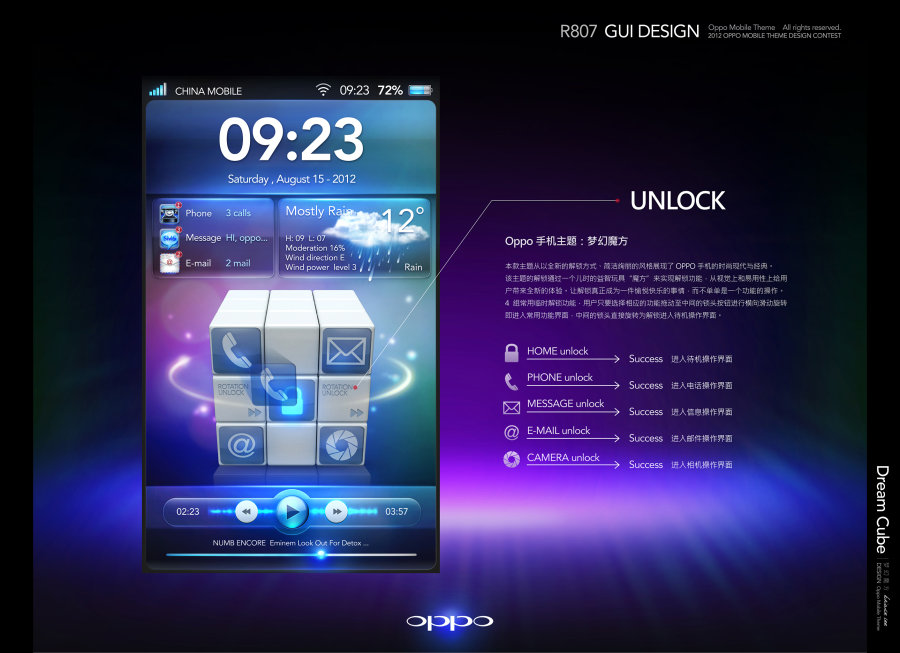 R807 GUI DESIGN
Oppo Mobile Theme All rights reserved.
2012 OPPO MOBILE THEME DESIGN CONTEST
CHINA MOBILE 09:23 72%
09:23
Saturday , August 15 - 2012
Phone 3 calls
Message HI, oppo...
E-mail 2 mail
Mostly Rain
12°
H: 09 L: 07
Moderation 16%
Wind direction E
Wind power level 3
Rain
ROTATION
UNLOCK
ROTATION
UNLOCK
02:23
03:57
NUMB ENCORE Eminem Look Out For Detox ...
UNLOCK
Oppo 手机主题：梦幻魔方
本款主题从以全新的解锁方式、简洁绚丽的风格展现了 OPPO 手机的时尚现代与经典。
该主题的解锁通过一个儿时的益智玩具“魔方”来实现解锁功能，从视觉上和易用性上给用
户带来全新的体验。让解锁真正成为一件愉悦快乐的事情，而不单单是一个功能的操作。
4 组常用临时解锁功能，用户只要选择相应的功能拖动至中间的锁头按钮进行横向滑动旋转
即进入常用功能界面，中间的锁头直接旋转为解锁进入待机操作界面。
HOME unlock Success 进入待机操作界面
PHONE unlock Success 进入电话操作界面
MESSAGE unlock Success 进入信息操作界面
E-MAIL unlock Success 进入邮件操作界面
CAMERA unlock Success 进入相机操作界面
Dream Cube
梦幻魔方
DESIGN Oppo Mobile Theme
oppo